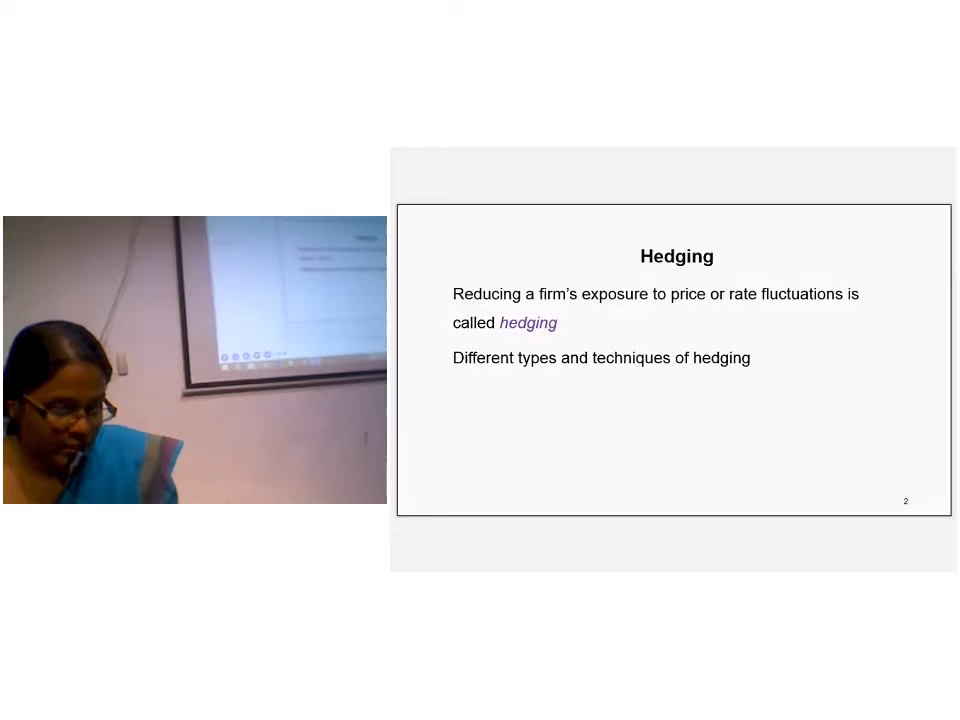 Hedging
Reducing a firm’s exposure to price or rate fluctuations is
called hedging
Different types and techniques of hedging
2